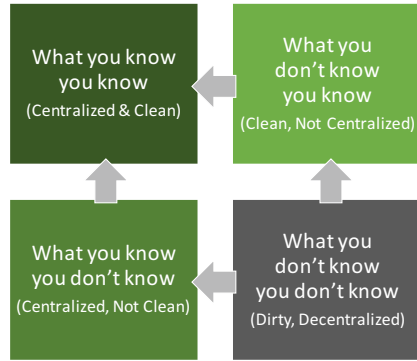 What you know
you know
(Centralized & Clean)
What you
don't know
you know
(Clean, Not Centralized)
What you know
you don't know
(Centralized, Not Clean)
What you
don't know
you don't know
(Dirty, Decentralized)